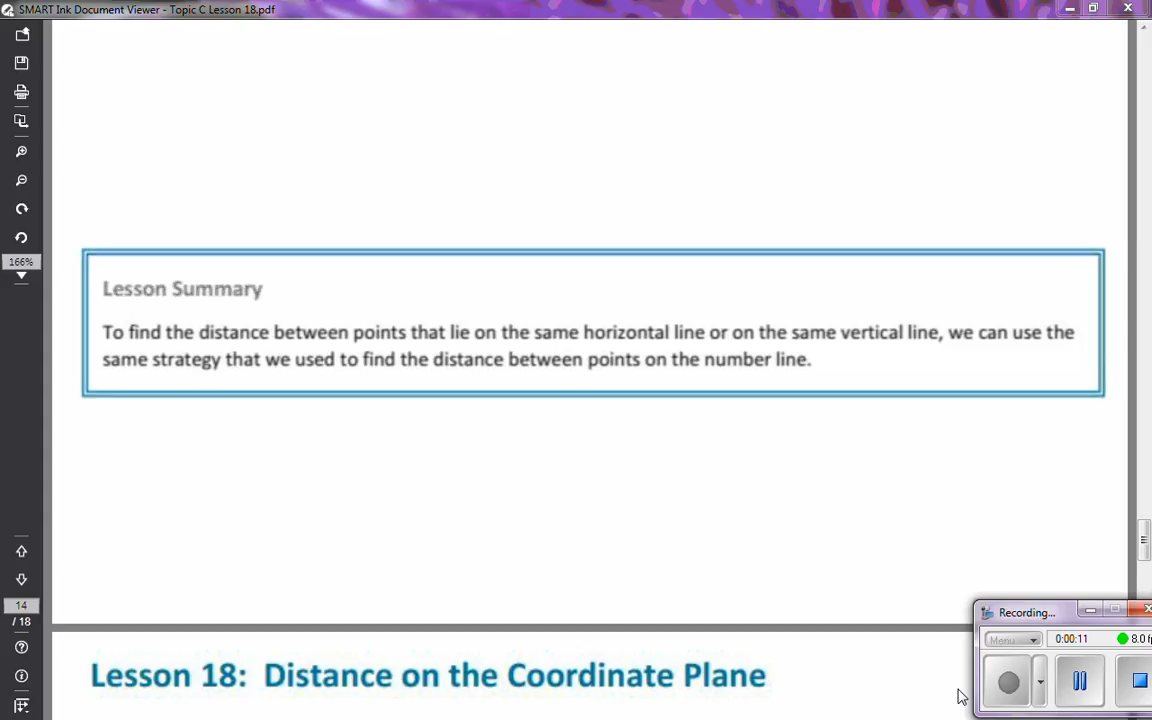 SMART Ink Document Viewer - Topic C Lesson 18.pdf
166%
Lesson Summary
To find the distance between points that lie on the same horizontal line or on the same vertical line, we can use the
same strategy that we used to find the distance between points on the number line.
14
/ 18
Recording...
Menu
0:00:11
8.0
Lesson 18: Distance on the Coordinate Plane